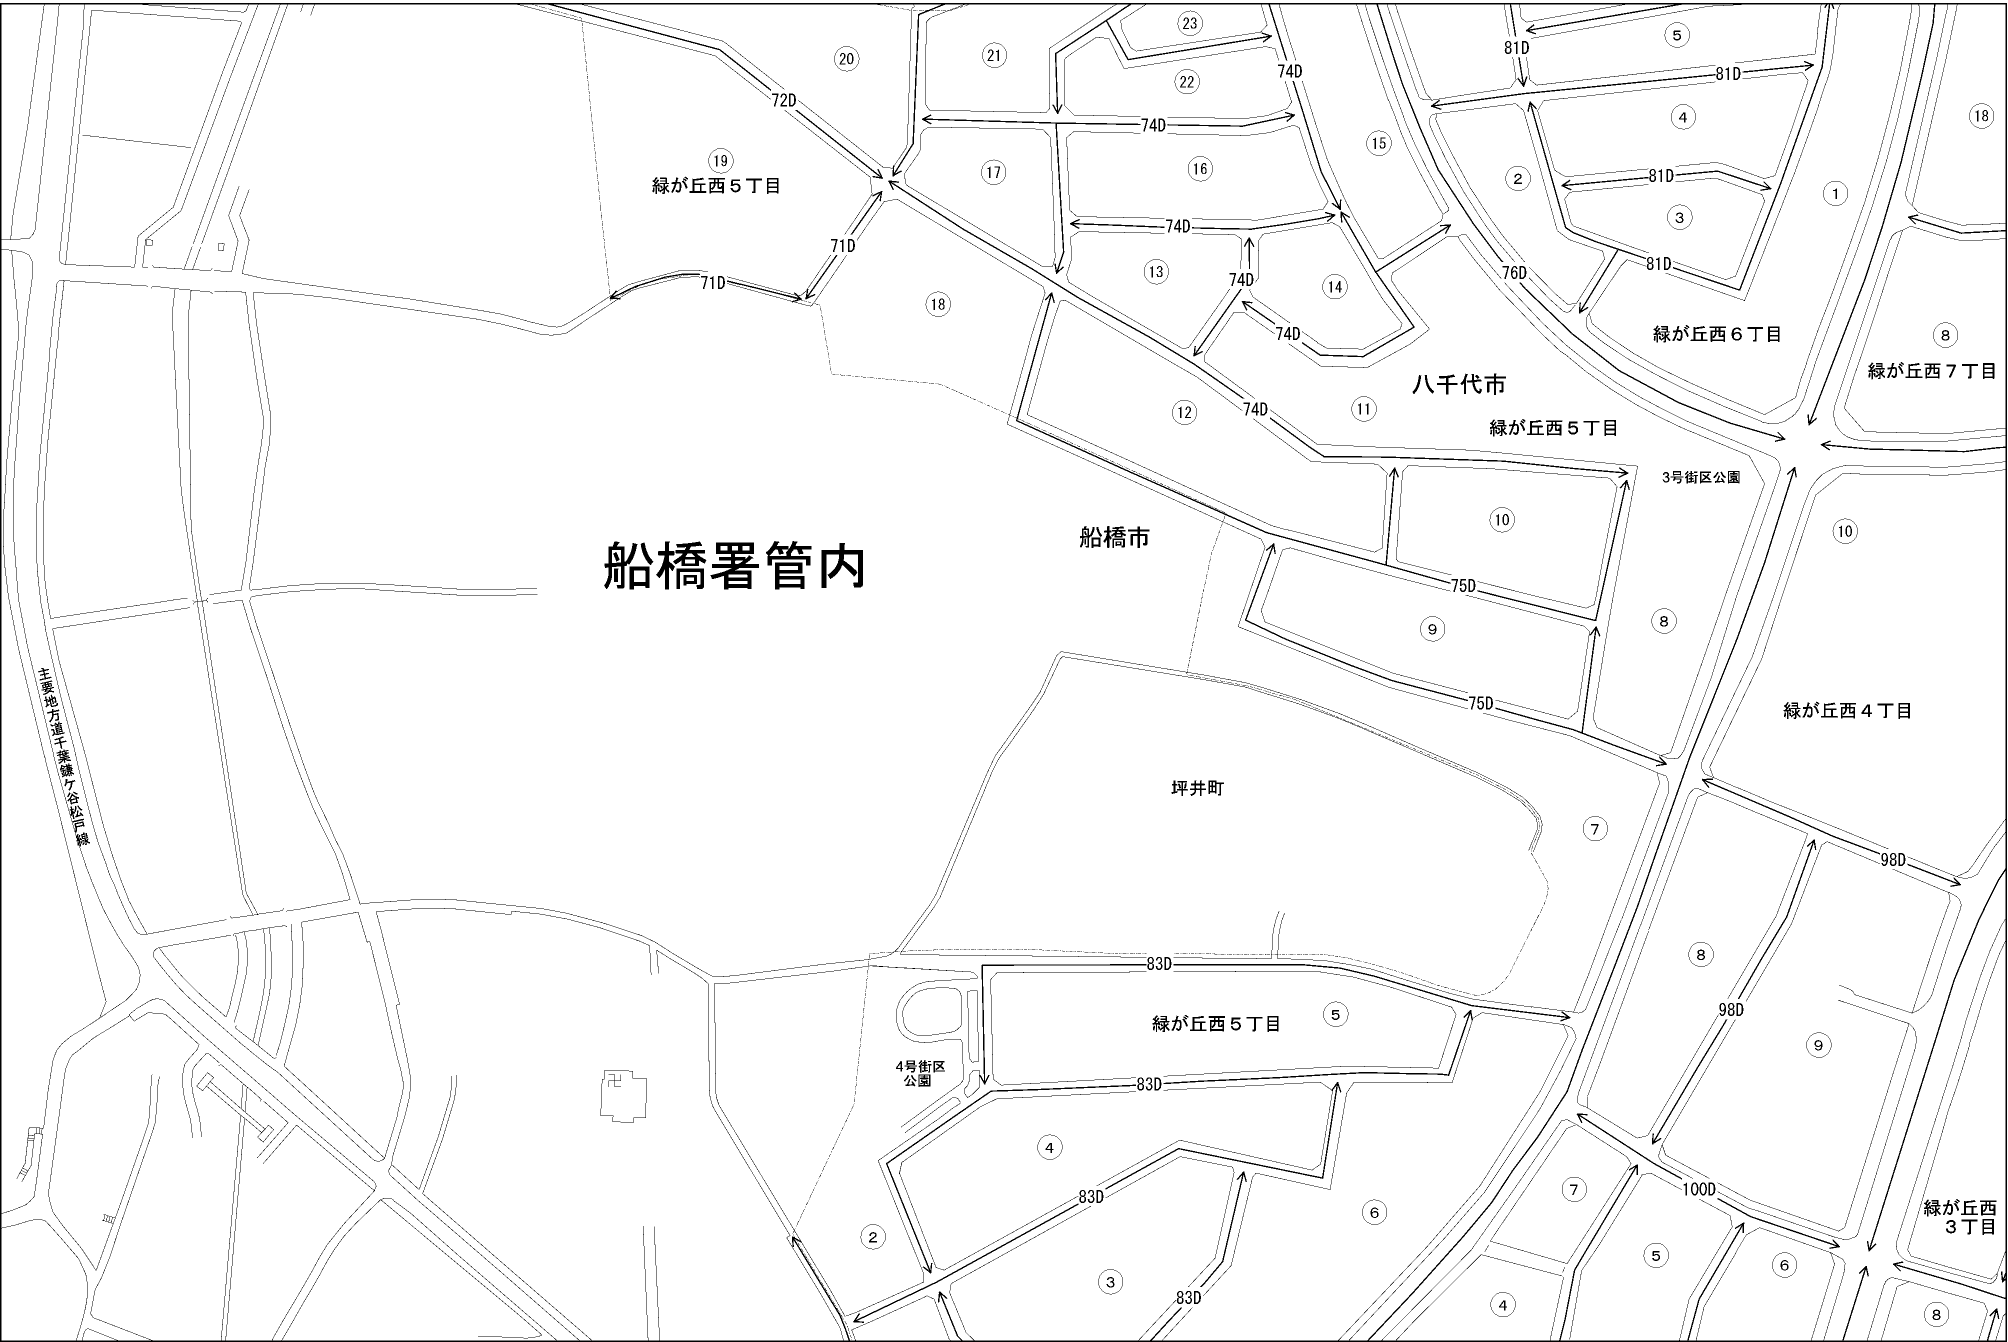 23
20
21
5
81D
74D
81D
22
72D
4
18
74D
15
19
17
16
81D
2
緑が丘西５丁目
1
3
74D
71D
13
74D
81D
76D
71D
14
18
74D
緑が丘西６丁目
8
緑が丘西７丁目
八千代市
12
74D
11
緑が丘西５丁目
3号街区公園
10
10
船橋市
船橋署管内
75D
9
8
75D
緑が丘西４丁目
主要地方道千葉鎌ケ谷松戸線
坪井町
7
98D
8
83D
98D
緑が丘西５丁目
5
9
4号街区
公園
83D
4
7
100D
83D
6
緑が丘西
３丁目
2
5
6
3
83D
4
8